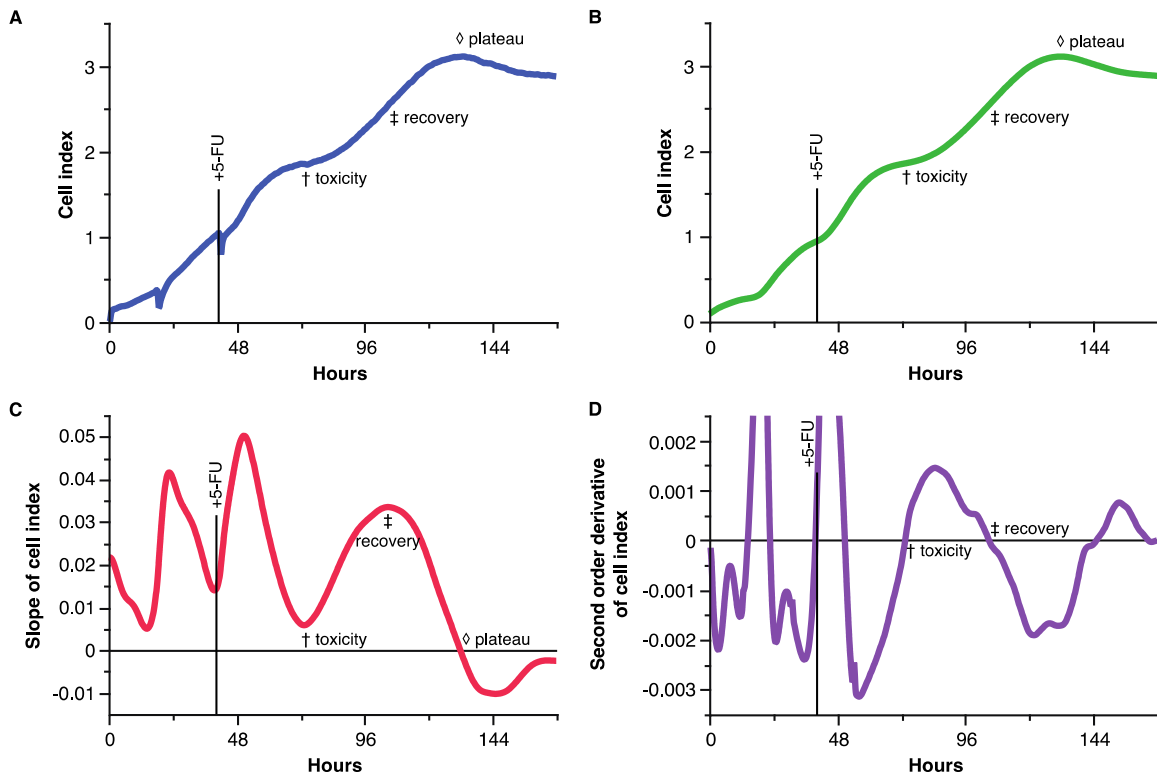 A
Cell index
3
2
1
0
+5-FU
◊ plateau
‡ recovery
† toxicity
0
48
96
144
Hours
B
Cell index
3
2
1
0
+5-FU
◊ plateau
‡ recovery
† toxicity
0
48
96
144
Hours
C
Slope of cell index
0.05
0.04
0.03
0.02
0.01
0
-0.01
+5-FU
‡
recovery
† toxicity
◊ plateau
0
48
96
144
Hours
D
Second order derivative
of cell index
0.002
0.001
0
-0.001
-0.002
-0.003
+5-FU
‡ recovery
† toxicity
0
48
96
144
Hours